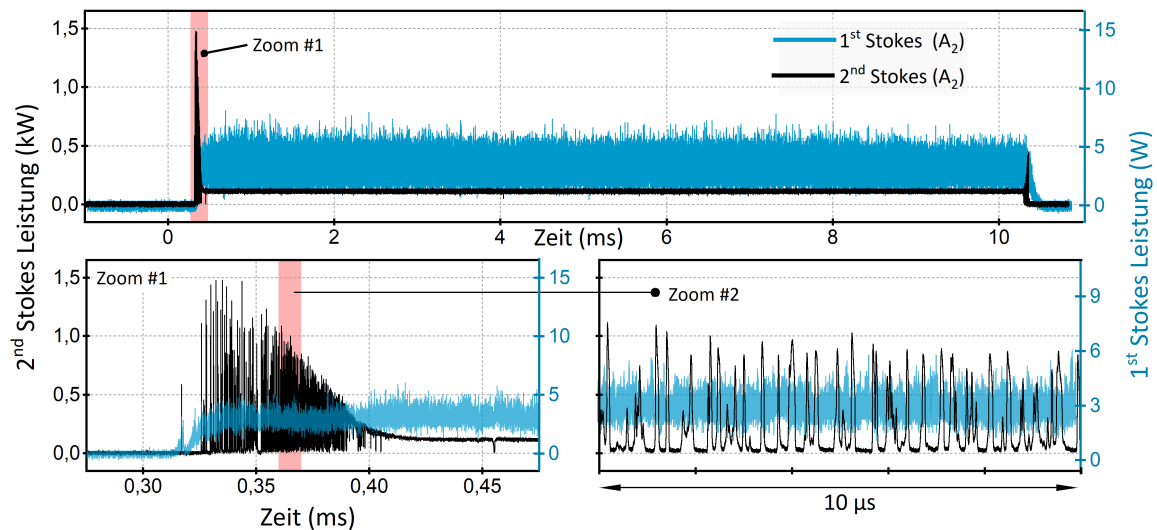 2nd Stokes Leistung (kW)
1,5
1,0
0,5
0,0
Zoom #1
1st Stokes (A2)
2nd Stokes (A2)
15
10
5
0
1st Stokes Leistung (W)
0 2 4 6 8 10
Zeit (ms)
Zoom #1
1,5
1,0
0,5
0,0
15
10
5
0
0,30 0,35 0,40 0,45
Zeit (ms)
Zoom #2
9
6
3
0
10 µs